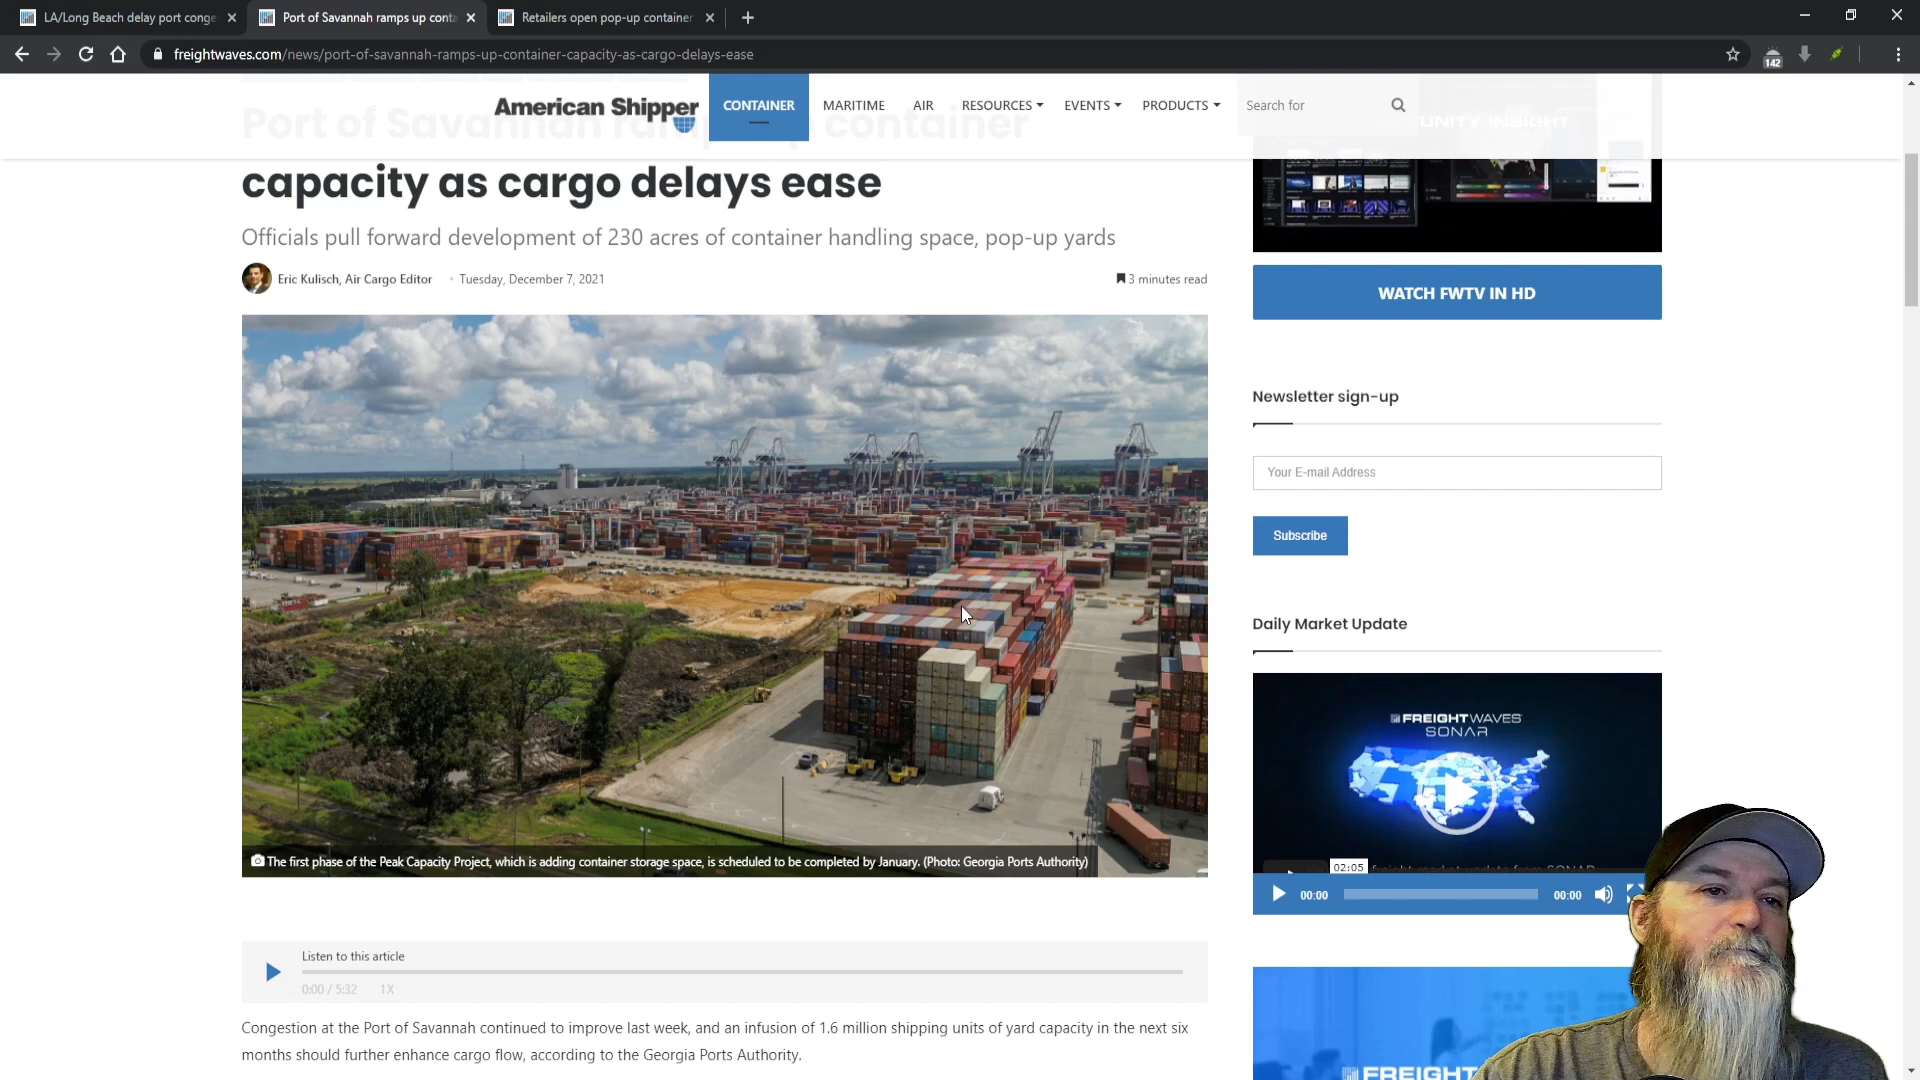 LA/Long Beach delay port conge
Port of Savannah ramps up conta
Retailers open pop-up container
freightwaves.com/news/port-of-savannah-ramps-up-container-capacity-as-cargo-delays-ease
142
American Shipper
CONTAINER
MARITIME
AIR
RESOURCES
EVENTS
PRODUCTS
Search for
Port of Savannah ramps up container
capacity as cargo delays ease
Officials pull forward development of 230 acres of container handling space, pop-up yards
Eric Kulisch, Air Cargo Editor
Tuesday, December 7, 2021
3 minutes read
The first phase of the Peak Capacity Project, which is adding container storage space, is scheduled to be completed by January. (Photo: Georgia Ports Authority)
Listen to this article
0:00 / 5:32 1X
Congestion at the Port of Savannah continued to improve last week, and an infusion of 1.6 million shipping units of yard capacity in the next six
months should further enhance cargo flow, according to the Georgia Ports Authority.
UNITY INSIGHT
WATCH FWTV IN HD
Newsletter sign-up
Your E-mail Address
Subscribe
Daily Market Update
FREIGHTWAVES
SONAR
02:05
freight market update from SONAR
00:00
00:00
FREIGHT